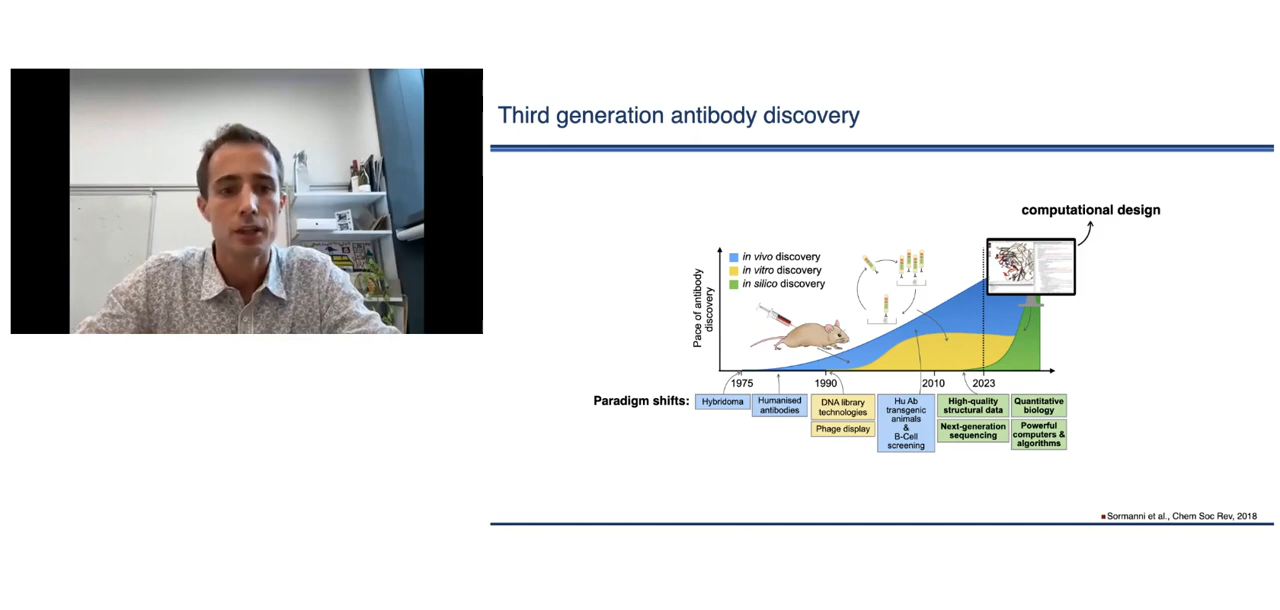 Third generation antibody discovery
computational design
in vivo discovery
in vitro discovery
in silico discovery
Pace of antibody
discovery
1975
1990
2010
2023
Paradigm shifts:
Hybridoma
Humanised
antibodies
DNA library
technologies
Phage display
Hu Ab
transgenic
animals
&
B-Cell
screening
High-quality
structural data
Next-generation
sequencing
Quantitative
biology
Powerful
computers &
algorithms
Sormanni et al., Chem Soc Rev, 2018